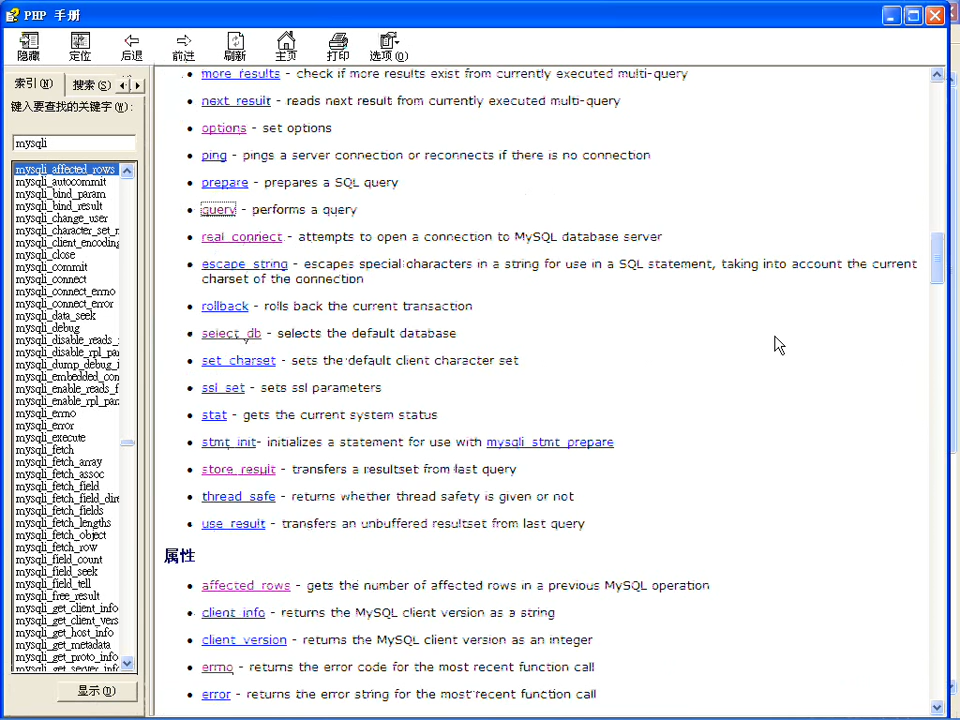 PHP 手册
隐藏 定位 后退 前进 刷新 主页 打印 选项(O)
索引(N) 搜索(S)
键入要查找的关键字(W):
mysqli
mysqli_affected_rows
mysqli_autocommit
mysqli_bind_param
mysqli_bind_result
mysqli_change_user
mysqli_character_set_n
mysqli_client_encoding
mysqli_close
mysqli_commit
mysqli_connect
mysqli_connect_errno
mysqli_connect_error
mysqli_data_seek
mysqli_debug
mysqli_disable_reads_
mysqli_disable_rpl_pa
mysqli_dump_debug_i
mysqli_embedded_con
mysqli_enable_reads_f
mysqli_enable_rpl_par
mysqli_errno
mysqli_error
mysqli_execute
mysqli_fetch
mysqli_fetch_array
mysqli_fetch_assoc
mysqli_fetch_field
mysqli_fetch_field_dire
mysqli_fetch_fields
mysqli_fetch_lengths
mysqli_fetch_object
mysqli_fetch_row
mysqli_field_count
mysqli_field_seek
mysqli_field_tell
mysqli_free_result
mysqli_get_client_info
mysqli_get_client_vers
mysqli_get_host_info
mysqli_get_metadata
mysqli_get_proto_info
mysqli_get_server_inf
显示(D)
more_results - check if more results exist from currently executed multi-query
next_result - reads next result from currently executed multi-query
options - set options
ping - pings a server connection or reconnects if there is no connection
prepare - prepares a SQL query
query - performs a query
real_connect - attempts to open a connection to MySQL database server
escape_string - escapes special characters in a string for use in a SQL statement, taking into account the current
charset of the connection
rollback - rolls back the current transaction
select_db - selects the default database
set_charset - sets the default client character set
ssl_set - sets ssl parameters
stat - gets the current system status
stmt_init- initializes a statement for use with mysqli_stmt_prepare
store_result - transfers a resultset from last query
thread_safe - returns whether thread safety is given or not
use_result - transfers an unbuffered resultset from last query
属性
affected_rows - gets the number of affected rows in a previous MySQL operation
client_info - returns the MySQL client version as a string
client_version - returns the MySQL client version as an integer
errno - returns the error code for the most recent function call
error - returns the error string for the most recent function call